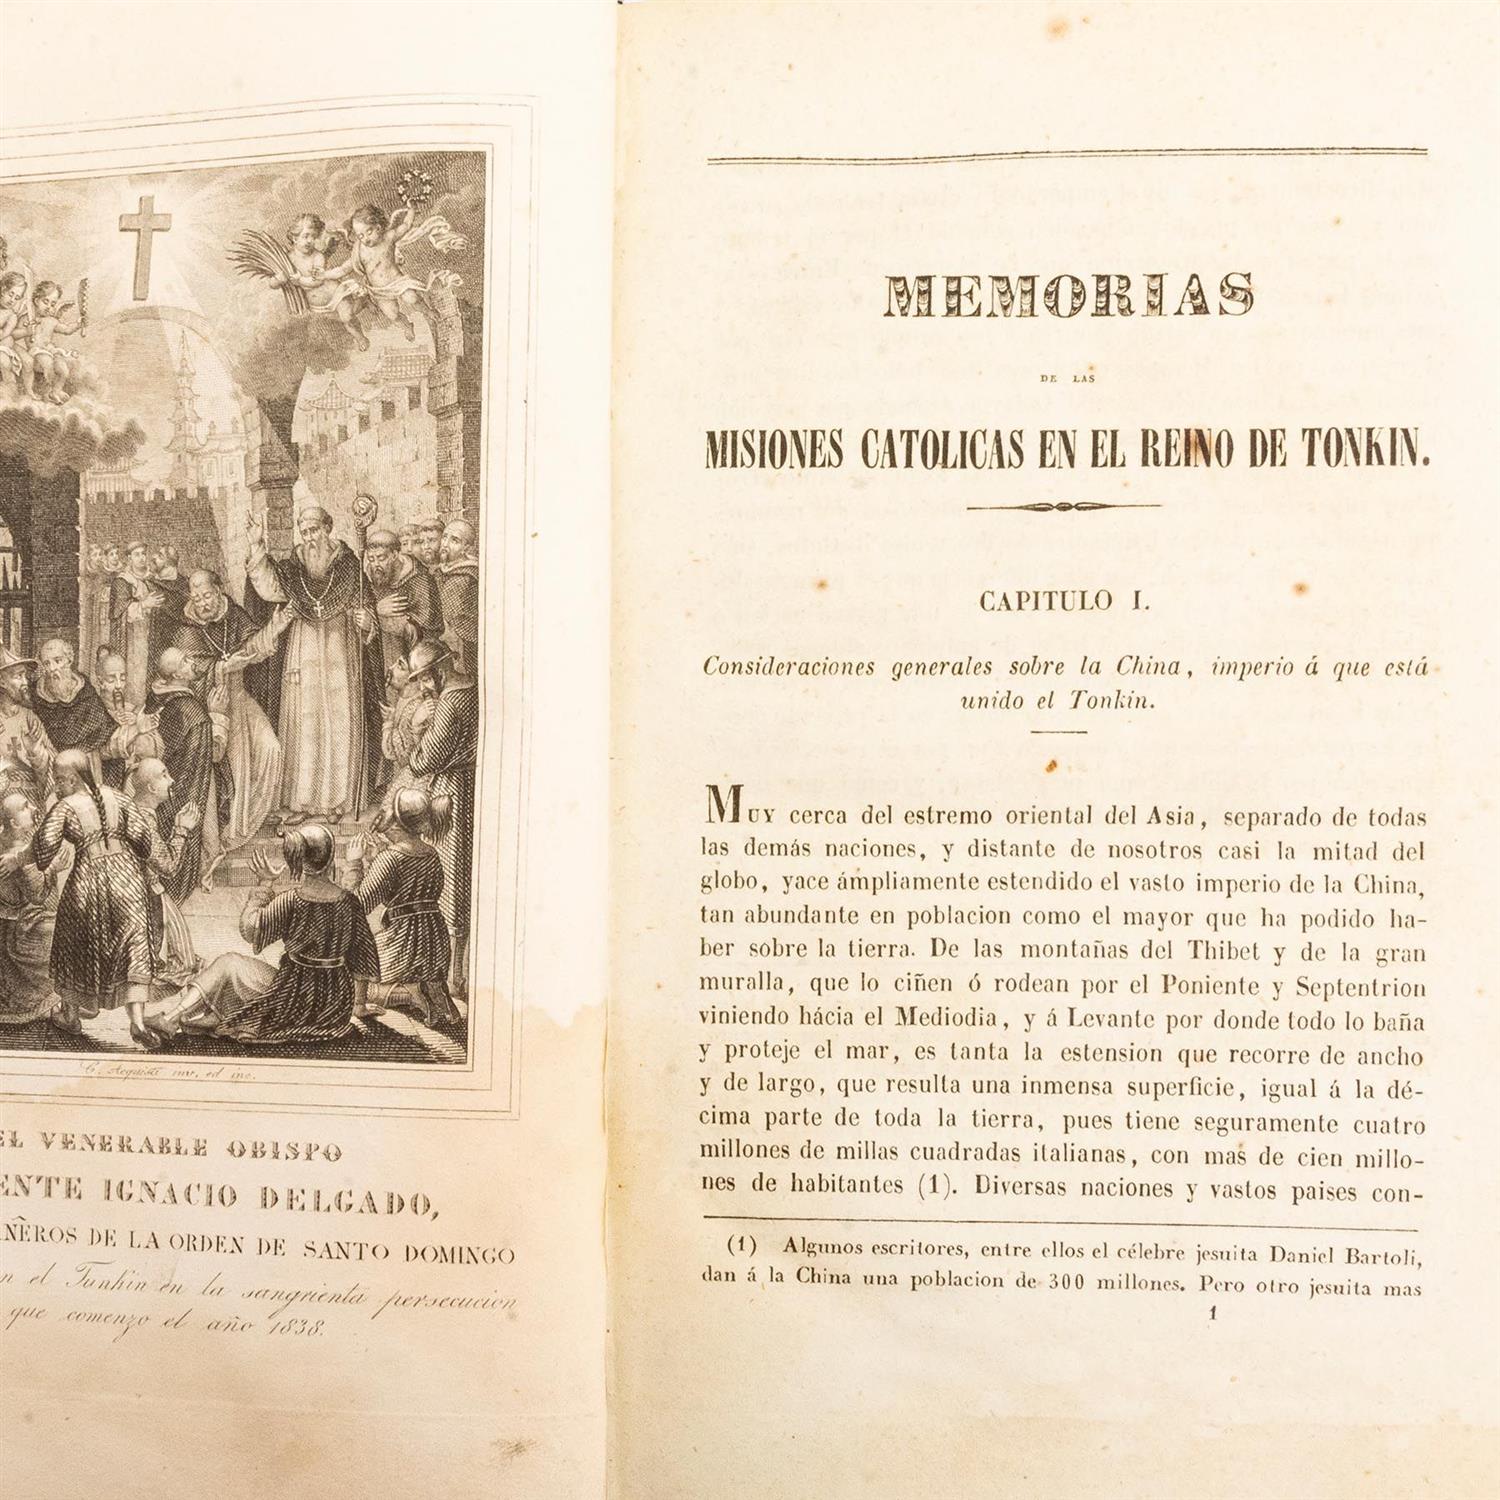 C. Acquisti inv. ed inc.
EL VENERABLE OBISPO
ENTE IGNACIO DELGADO,
AÑEROS DE LA ORDEN DE SANTO DOMINGO
n el Tunkin en la sangrienta persecucion
que comenzo el año 1838.
MEMORIAS
DE LAS
MISIONES CATOLICAS EN EL REINO DE TONKIN.
CAPITULO I.
Consideraciones generales sobre la China, imperio á que está
unido el Tonkin.
MUY cerca del estremo oriental del Asia, separado de todas
las demás naciones, y distante de nosotros casi la mitad del
globo, yace ámpliamente estendido el vasto imperio de la China,
tan abundante en poblacion como el mayor que ha podido ha-
ber sobre la tierra. De las montañas del Thibet y de la gran
muralla, que lo ciñen ó rodean por el Poniente y Septentrion
viniendo hácia el Mediodia, y á Levante por donde todo lo baña
y proteje el mar, es tanta la estension que recorre de ancho
y de largo, que resulta una inmensa superficie, igual á la dé-
cima parte de toda la tierra, pues tiene seguramente cuatro
millones de millas cuadradas italianas, con mas de cien millo-
nes de habitantes (1). Diversas naciones y vastos paises con-
(1) Algunos escritores, entre ellos el célebre jesuita Daniel Bartoli,
dan á la China una poblacion de 300 millones. Pero otro jesuita mas
1